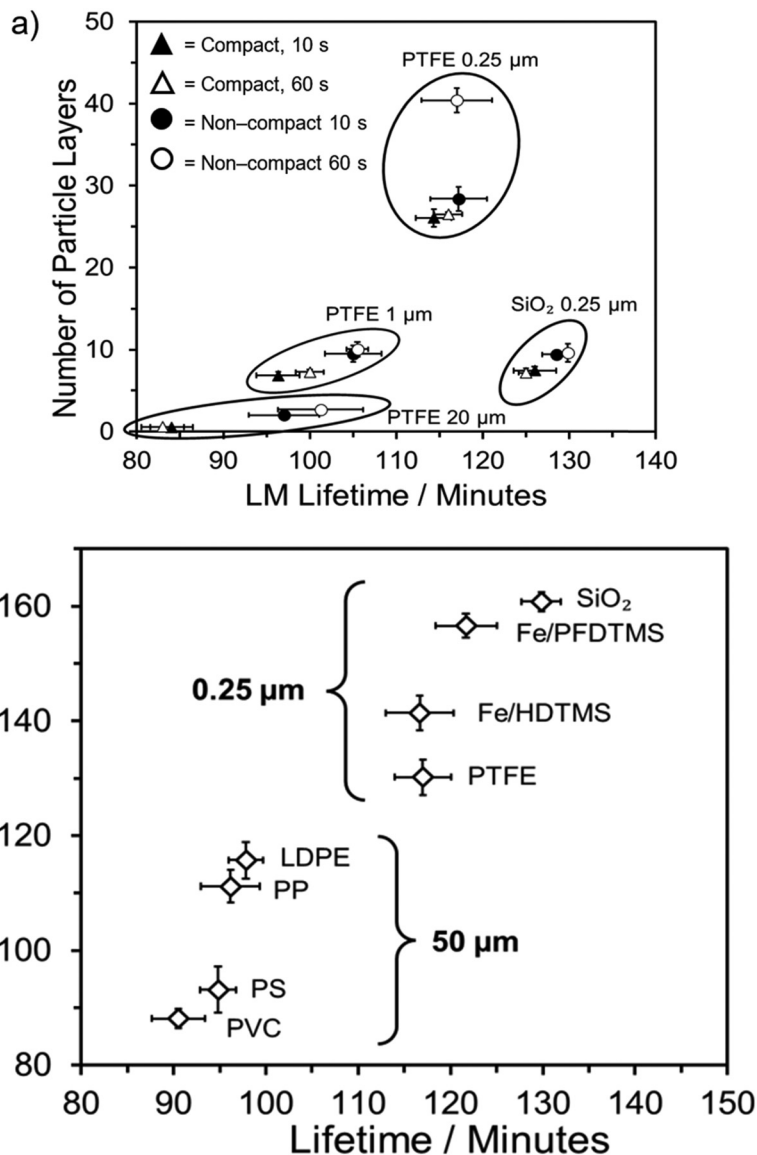 a)
50
40
30
20
10
0
Number of Particle Layers
▲ = Compact, 10 s
△ = Compact, 60 s
● = Non–compact 10 s
○ = Non–compact 60 s
PTFE 0.25 µm
PTFE 1 µm
SiO₂ 0.25 µm
PTFE 20 µm
80 90 100 110 120 130 140
LM Lifetime / Minutes
160
140
120
100
80
0.25 µm
SiO₂
Fe/PFDTMS
Fe/HDTMS
PTFE
LDPE
PP
50 µm
PS
PVC
80 90 100 110 120 130 140 150
Lifetime / Minutes